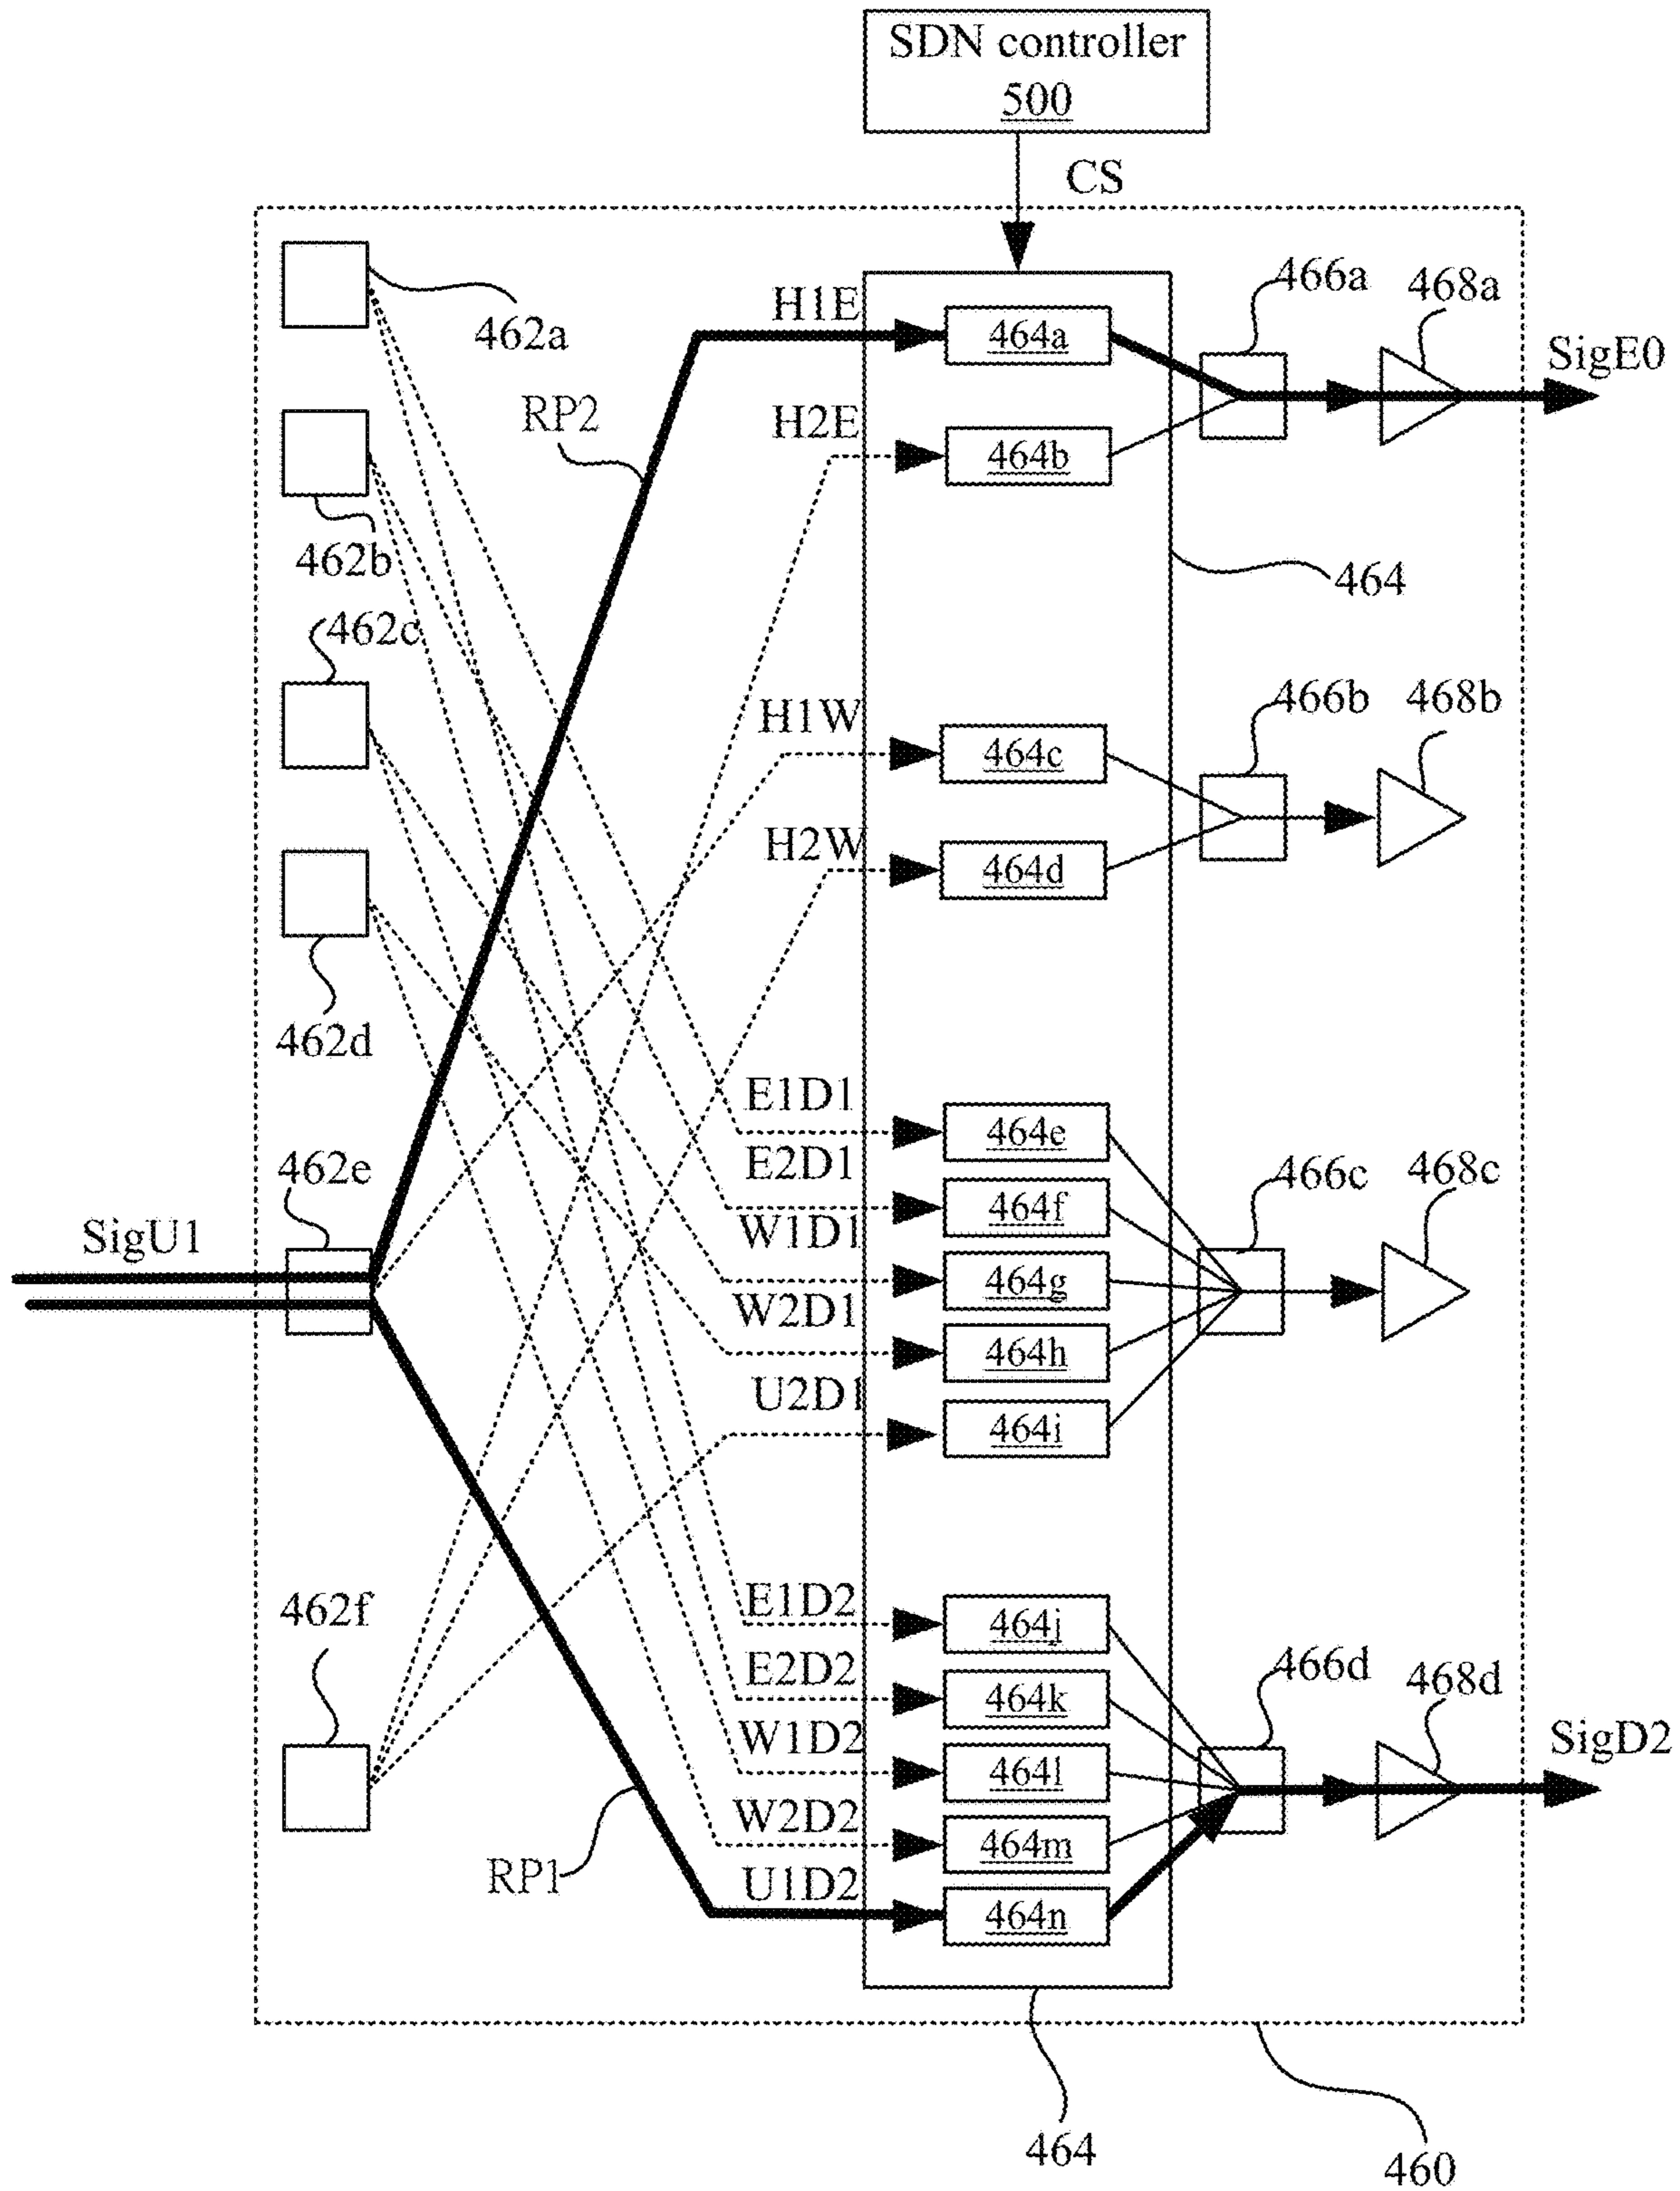 SDN controller
500
CS
462a
H1E
464a
466a
468a
SigE0
RP2
H2E
464b
462b
464
462c
H1W
464c
466b
468b
H2W
464d
462d
E1D1
464e
462e
E2D1
464f
466c
468c
SigU1
W1D1
464g
W2D1
464h
U2D1
464i
462f
E1D2
464j
E2D2
464k
466d
468d
W1D2
464l
SigD2
W2D2
464m
RP1
U1D2
464n
464
460